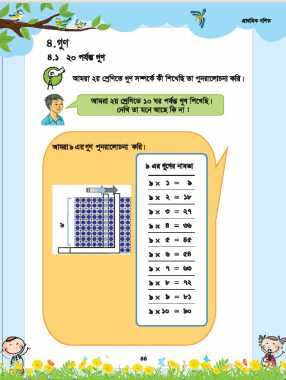 প্রাথমিক গণিত
৪. গুণ
৪.১ ২০ পর্যন্ত গুণ
আমরা ২য় শ্রেণিতে গুণ সম্পর্কে কী শিখেছি তা পুনরালোচনা করি।
আমরা ২য় শ্রেণিতে ১০ ঘর পর্যন্ত গুণ শিখেছি।
দেখি তা মনে আছে কি না !
আমরা ৯ এর গুণ পুনরালোচনা করি।
৯ এর গুণের নামতা
৯ × ১ = ৯
৯ × ২ = ১৮
৯ × ৩ = ২৭
৯ × ৪ = ৩৬
৯ × ৫ = ৪৫
৯ × ৬ = ৫৪
৯ × ৭ = ৬৩
৯ × ৮ = ৭২
৯ × ৯ = ৮১
৯ × ১০ = ৯০
৯
৪৪